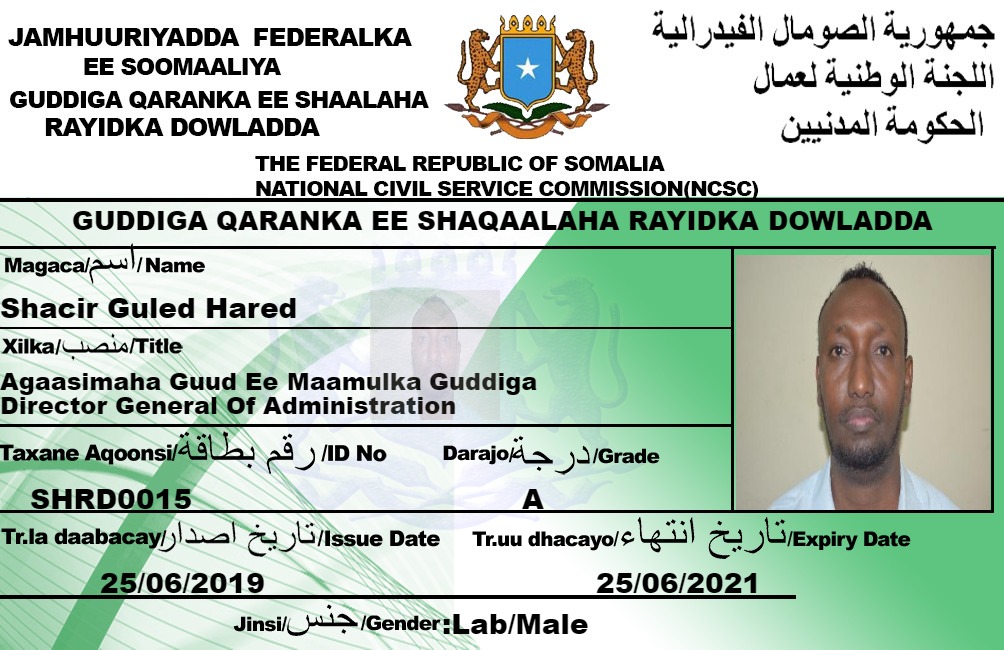 JAMHUURIYADDA FEDERALKA
EE SOOMAALIYA
GUDDIGA QARANKA EE SHAALAHA
RAYIDKA DOWLADDA
جمهورية الصومال الفيدرالية
اللجنة الوطنية لعمال
الحكومة المدنيين
THE FEDERAL REPUBLIC OF SOMALIA
NATIONAL CIVIL SERVICE COMMISSION(NCSC)
GUDDIGA QARANKA EE SHAQAALAHA RAYIDKA DOWLADDA
Magaca/اسم/Name
Shacir Guled Hared
Xilka/منصب/Title
Agaasimaha Guud Ee Maamulka Guddiga
Director General Of Administration
Taxane Aqoonsi/رقم بطاقة/ID No
Darajo/درجة/Grade
SHRD0015
A
Tr.la daabacay/تاريخ اصدار/Issue Date
Tr.uu dhacayo/تاريخ انتهاء/Expiry Date
25/06/2019
25/06/2021
Jinsi/جنس/Gender:Lab/Male